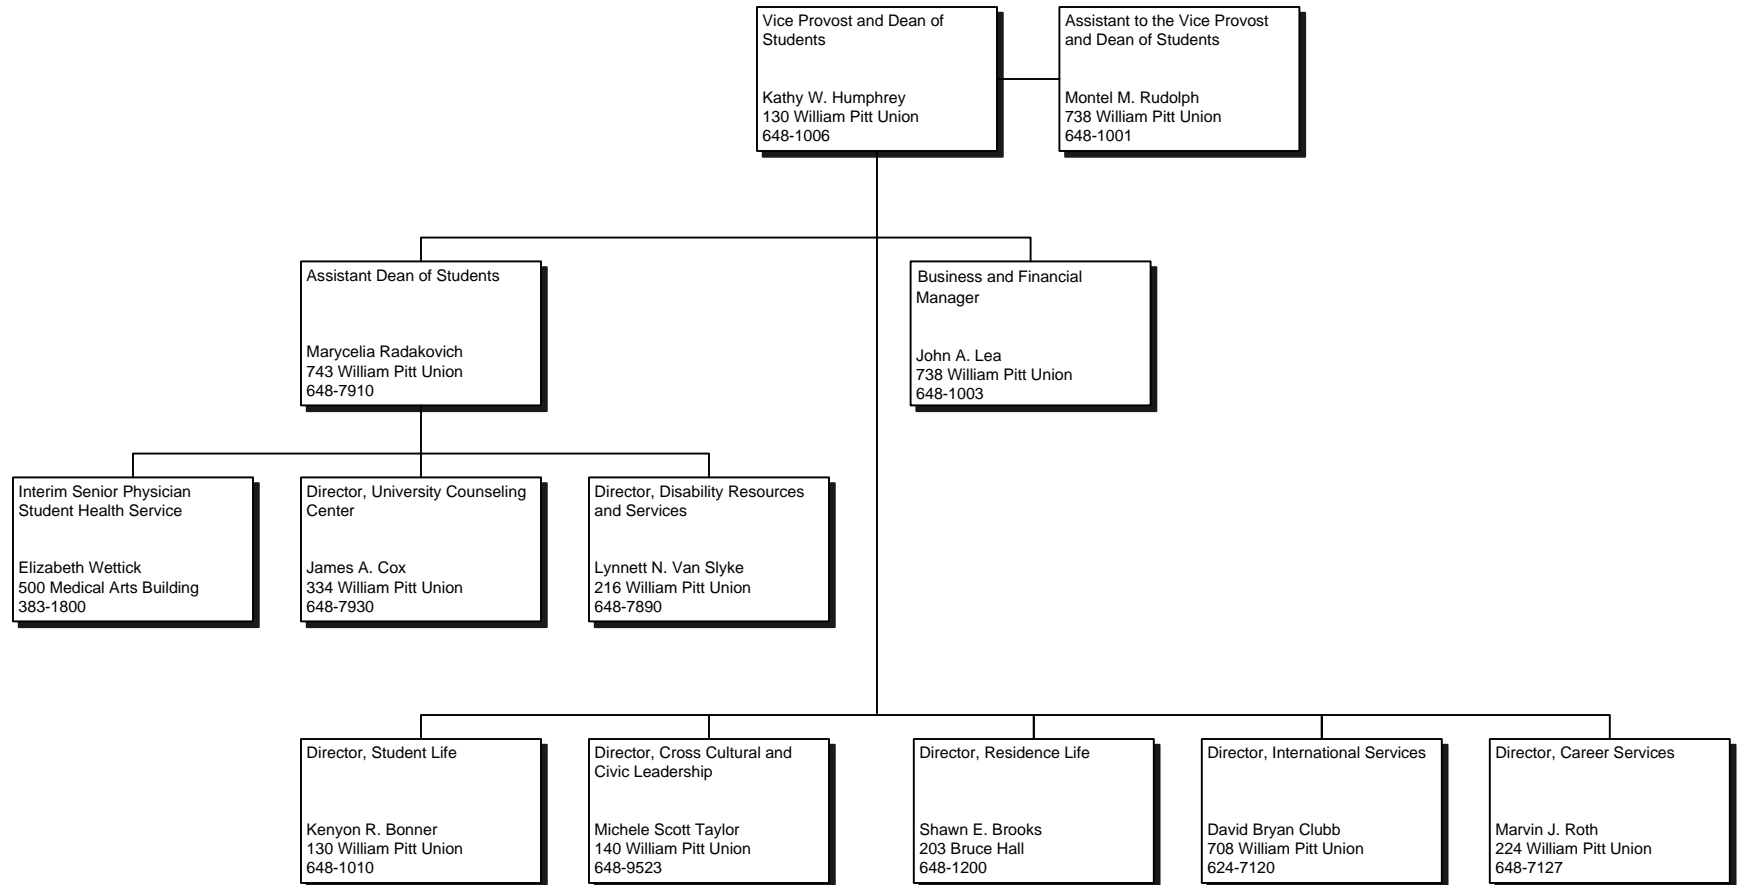 Vice Provost and Dean of
Students
Kathy W. Humphrey
130 William Pitt Union
648-1006
Assistant to the Vice Provost
and Dean of Students
Montel M. Rudolph
738 William Pitt Union
648-1001
Assistant Dean of Students
Marycelia Radakovich
743 William Pitt Union
648-7910
Business and Financial
Manager
John A. Lea
738 William Pitt Union
648-1003
Interim Senior Physician
Student Health Service
Elizabeth Wettick
500 Medical Arts Building
383-1800
Director, University Counseling
Center
James A. Cox
334 William Pitt Union
648-7930
Director, Disability Resources
and Services
Lynnett N. Van Slyke
216 William Pitt Union
648-7890
Director, Student Life
Kenyon R. Bonner
130 William Pitt Union
648-1010
Director, Cross Cultural and
Civic Leadership
Michele Scott Taylor
140 William Pitt Union
648-9523
Director, Residence Life
Shawn E. Brooks
203 Bruce Hall
648-1200
Director, International Services
David Bryan Clubb
708 William Pitt Union
624-7120
Director, Career Services
Marvin J. Roth
224 William Pitt Union
648-7127